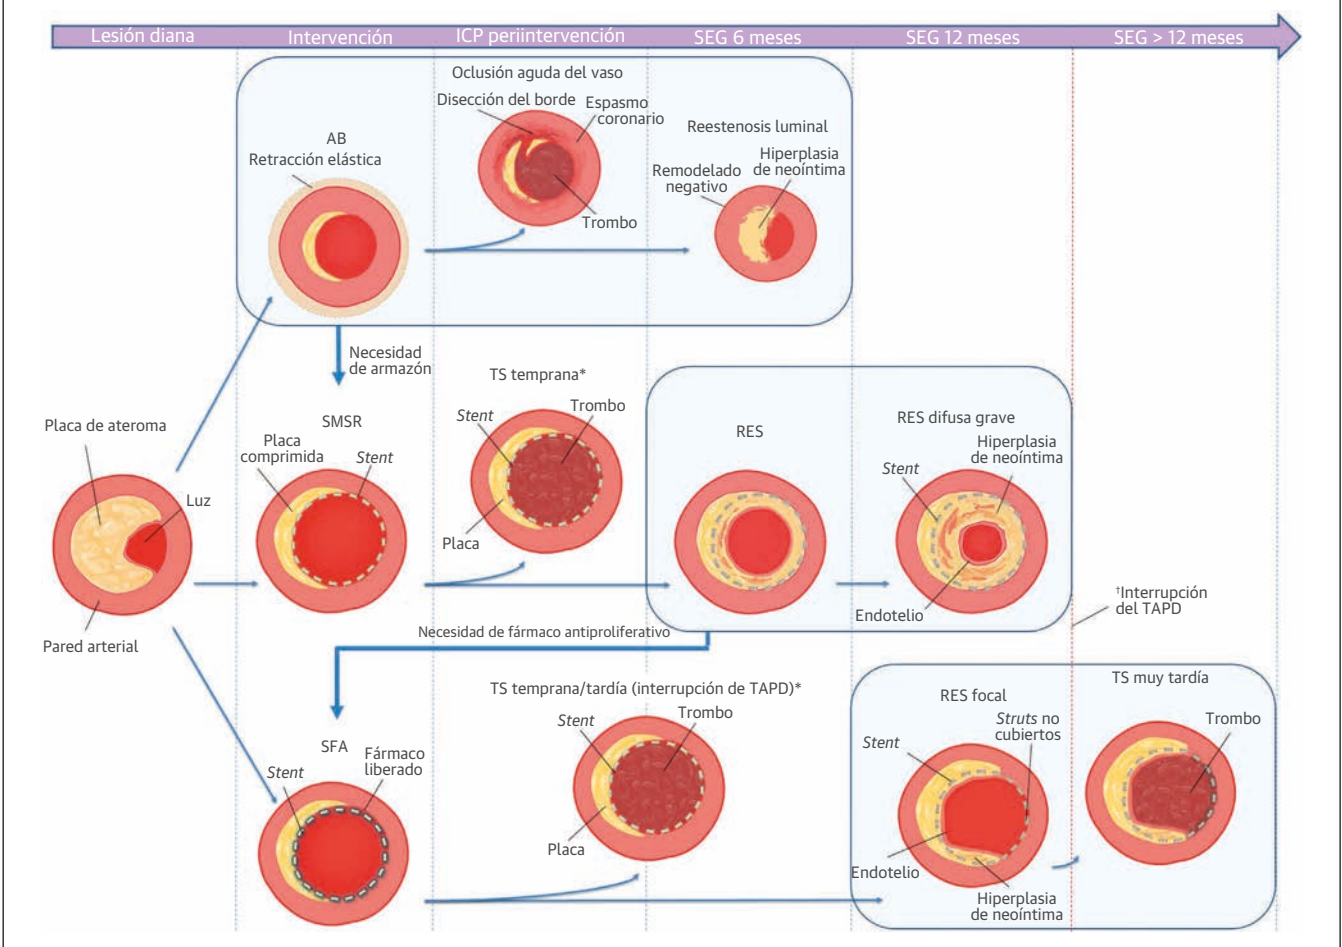 Lesión diana
Intervención
ICP periintervención
SEG 6 meses
SEG 12 meses
SEG > 12 meses
Oclusión aguda del vaso
Disección del borde
Espasmo
coronario
Trombo
AB
Retracción elástica
Reestenosis luminal
Hiperplasia
de neoíntima
Remodelado
negativo
Necesidad
de armazón
TS temprana*
Stent
Trombo
Placa
SMSR
Placa
comprimida
Stent
Placa de ateroma
Luz
Pared arterial
RES
RES difusa grave
Hiperplasia
de neoíntima
Stent
Endotelio
†Interrupción
del TAPD
Necesidad de fármaco antiproliferativo
TS temprana/tardía (interrupción de TAPD)*
Stent
Trombo
Placa
SFA
Fármaco
liberado
Stent
RES focal
Struts no
cubiertos
Stent
Endotelio
Hiperplasia
de neoíntima
TS muy tardía
Trombo